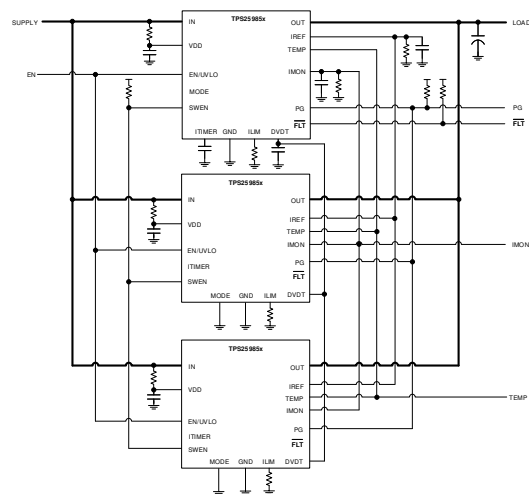 TPS25985x
SUPPLY
IN
OUT
LOAD
IREF
VDD
TEMP
EN
EN/UVLO
IMON
MODE
SWEN
PG
PG
FLT
FLT
ITIMER
GND
ILIM
DVDT
TPS25985x
IN
OUT
VDD
IREF
TEMP
EN/UVLO
IMON
IMON
ITIMER
PG
SWEN
FLT
MODE
GND
ILIM
DVDT
TPS25985x
IN
OUT
VDD
IREF
TEMP
TEMP
IMON
EN/UVLO
PG
ITIMER
FLT
SWEN
MODE
GND
ILIM
DVDT